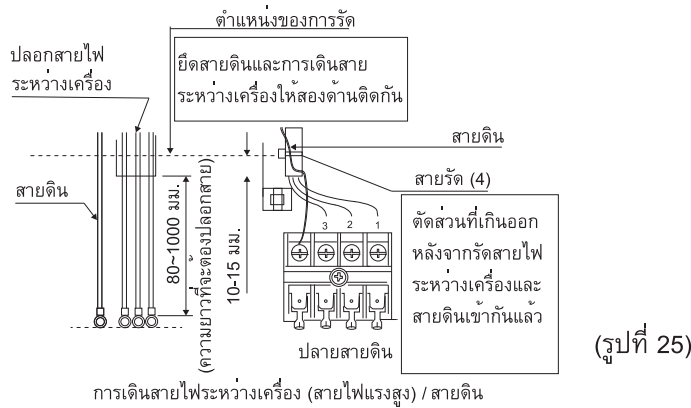 ตำแหน่งของการรัด
ปลอกสายไฟ
ระหว่างเครื่อง
ยึดสายดินและการเดินสาย
ระหว่างเครื่องให้สองด้านติดกัน
สายดิน
สายรัด (4)
สายดิน
80~1000 มม.
(ความยาวที่จะต้องปลอกสาย)
10-15 มม.
3 2 1
ตัดส่วนที่เกินออก
หลังจากรัดสายไฟ
ระหว่างเครื่องและ
สายดินเข้ากันแล้ว
ปลายสายดิน
(รูปที่ 25)
การเดินสายไฟระหว่างเครื่อง (สายไฟแรงสูง) / สายดิน